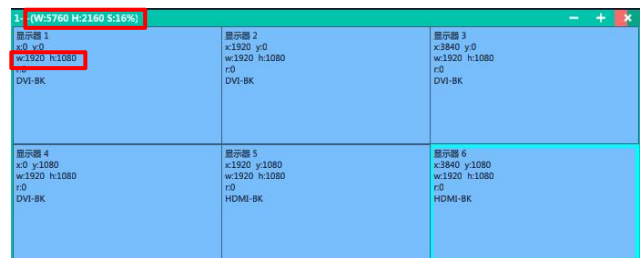 1--(W:5760 H:2160 S:16%)
显示器 1
x:0 y:0
w:1920 h:1080
r:0
DVI-BK
显示器 2
x:1920 y:0
w:1920 h:1080
r:0
DVI-BK
显示器 3
x:3840 y:0
w:1920 h:1080
r:0
DVI-BK
显示器 4
x:0 y:1080
w:1920 h:1080
r:0
DVI-BK
显示器 5
x:1920 y:1080
w:1920 h:1080
r:0
HDMI-BK
显示器 6
x:3840 y:1080
w:1920 h:1080
r:0
HDMI-BK